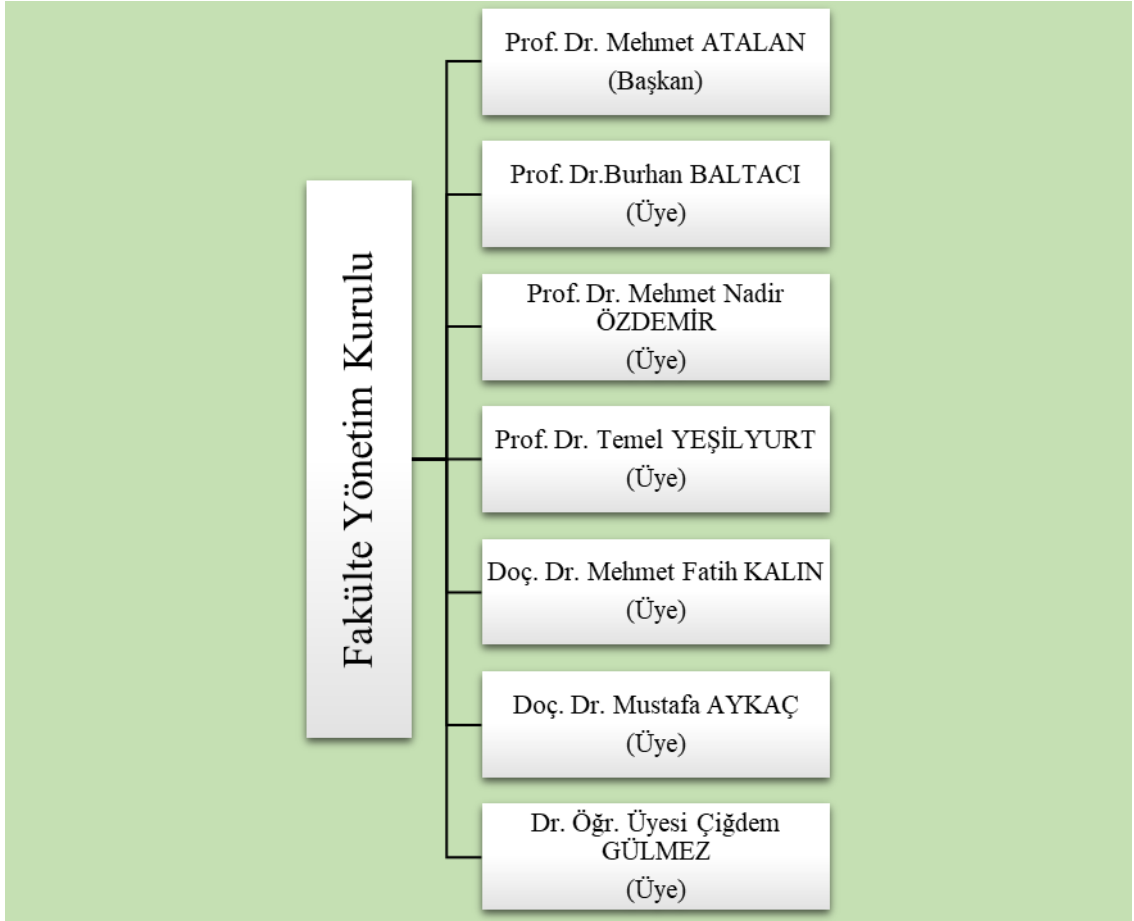 Fakülte Yönetim Kurulu
Prof. Dr. Mehmet ATALAN
(Başkan)
Prof. Dr.Burhan BALTACI
(Üye)
Prof. Dr. Mehmet Nadir
ÖZDEMİR
(Üye)
Prof. Dr. Temel YEŞİLYURT
(Üye)
Doç. Dr. Mehmet Fatih KALIN
(Üye)
Doç. Dr. Mustafa AYKAÇ
(Üye)
Dr. Öğr. Üyesi Çiğdem
GÜLMEZ
(Üye)